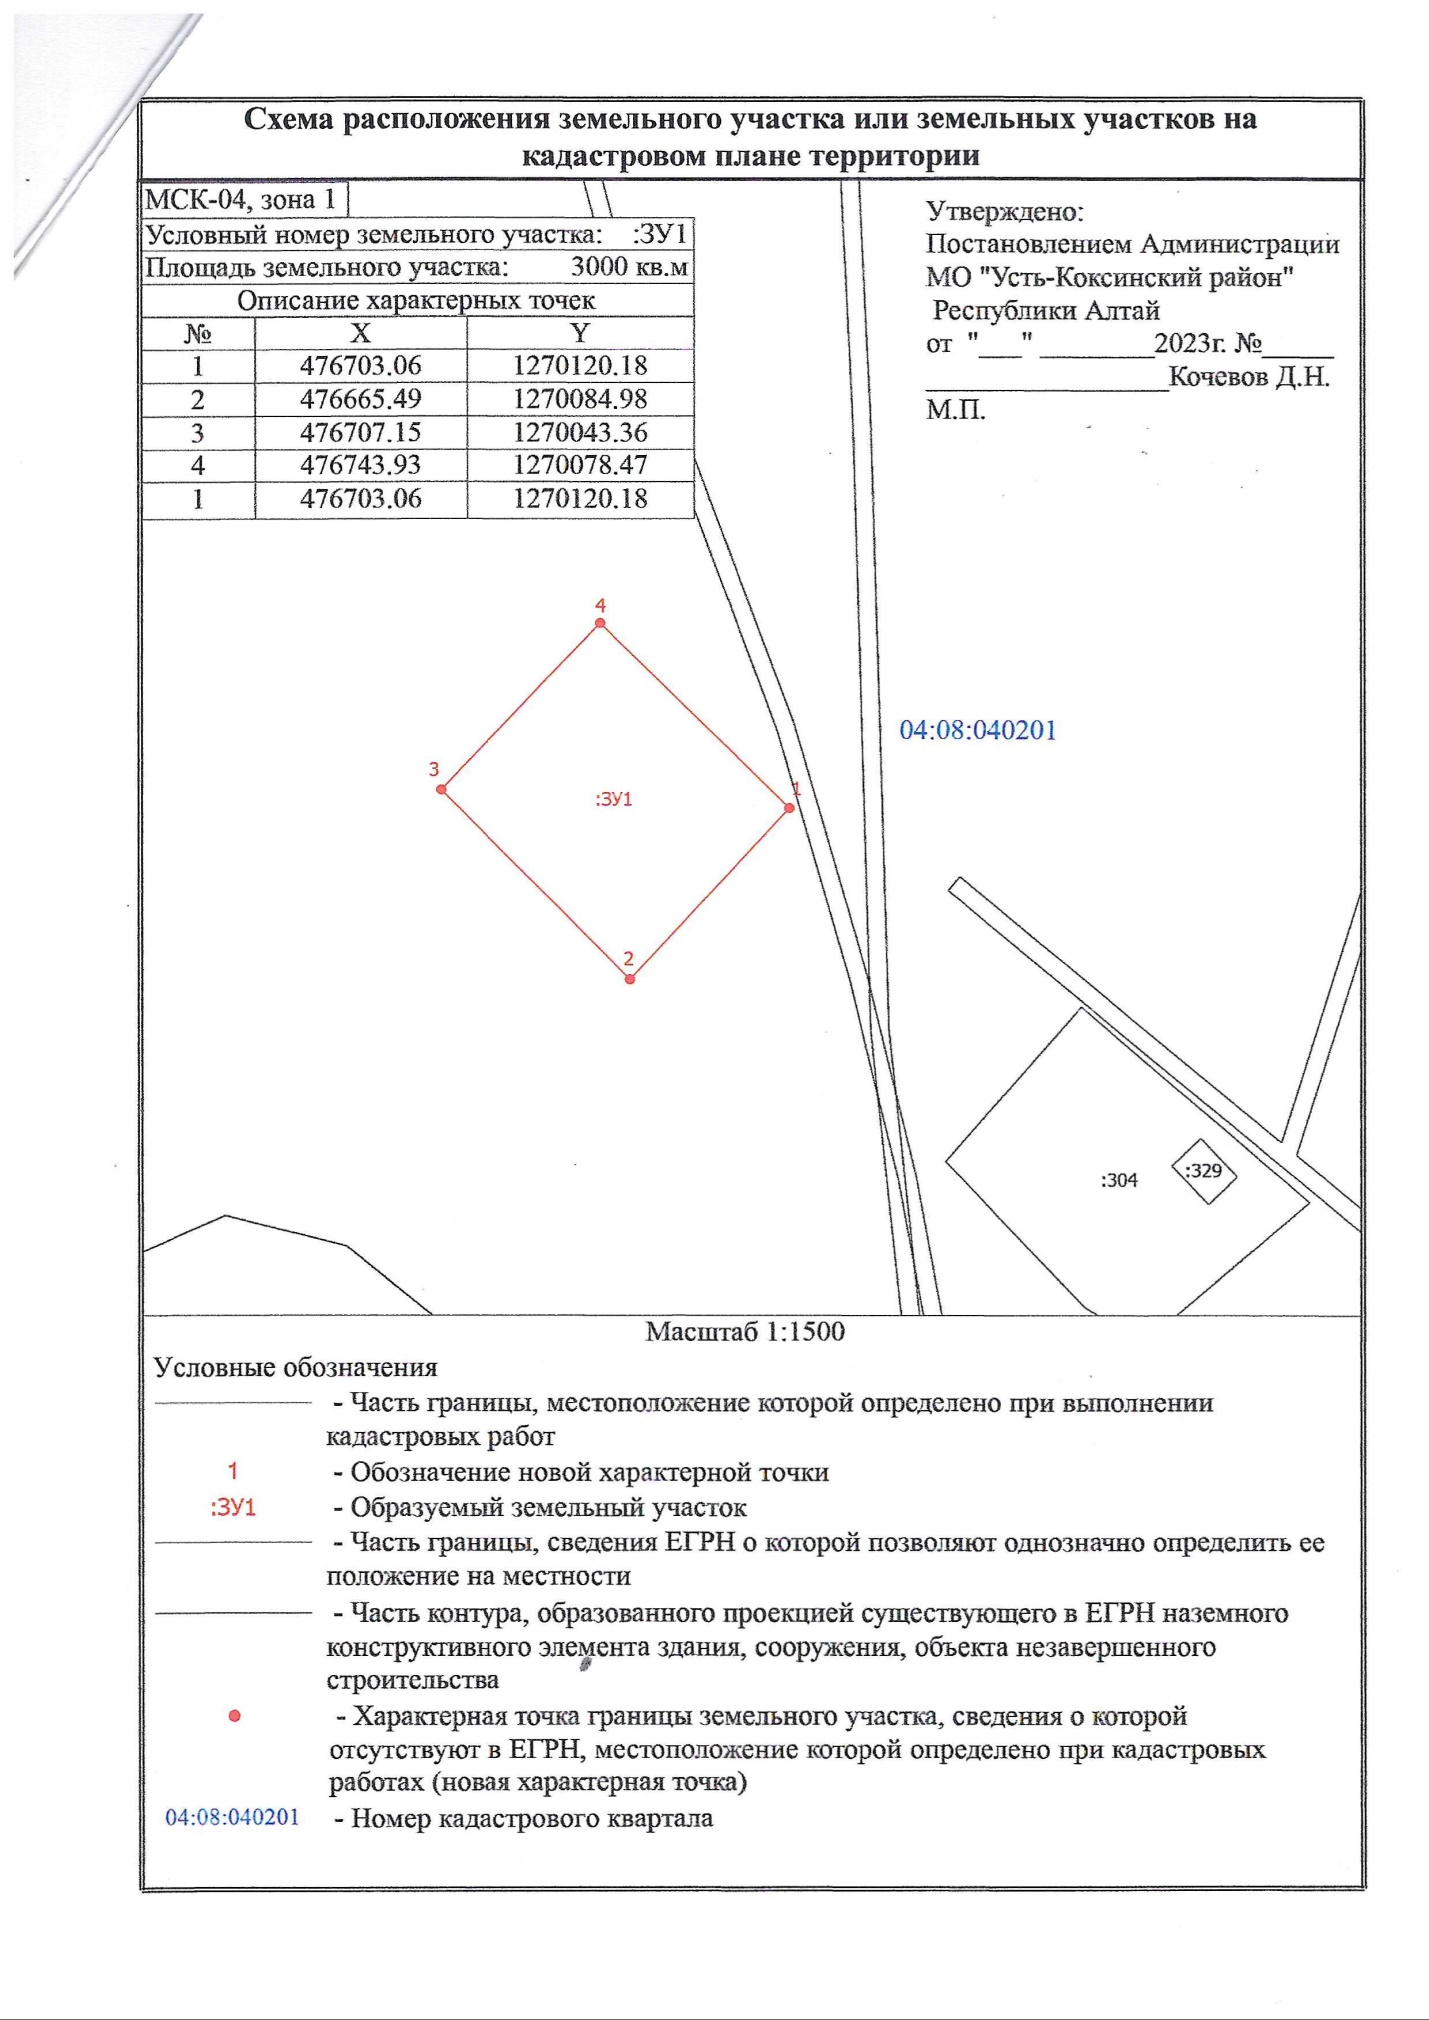 Схема расположения земельного участка или земельных участков на
кадастровом плане территории
МСК-04, зона 1
Условный номер земельного участка: :ЗУ1
Площадь земельного участка: 3000 кв.м
Описание характерных точек
№ X Y
1 476703.06 1270120.18
2 476665.49 1270084.98
3 476707.15 1270043.36
4 476743.93 1270078.47
1 476703.06 1270120.18
Утверждено:
Постановлением Администрации
МО "Усть-Коксинский район"
Республики Алтай
от "___" ________2023г. №_____
_________________Кочевов Д.Н.
М.П.
4
04:08:040201
3
1
:ЗУ1
2
:304
:329
Масштаб 1:1500
Условные обозначения
- Часть границы, местоположение которой определено при выполнении
кадастровых работ
1 - Обозначение новой характерной точки
:ЗУ1 - Образуемый земельный участок
- Часть границы, сведения ЕГРН о которой позволяют однозначно определить ее
положение на местности
- Часть контура, образованного проекцией существующего в ЕГРН наземного
конструктивного элемента здания, сооружения, объекта незавершенного
строительства
- Характерная точка границы земельного участка, сведения о которой
отсутствуют в ЕГРН, местоположение которой определено при кадастровых
работах (новая характерная точка)
04:08:040201 - Номер кадастрового квартала